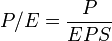 P/E = P / EPS